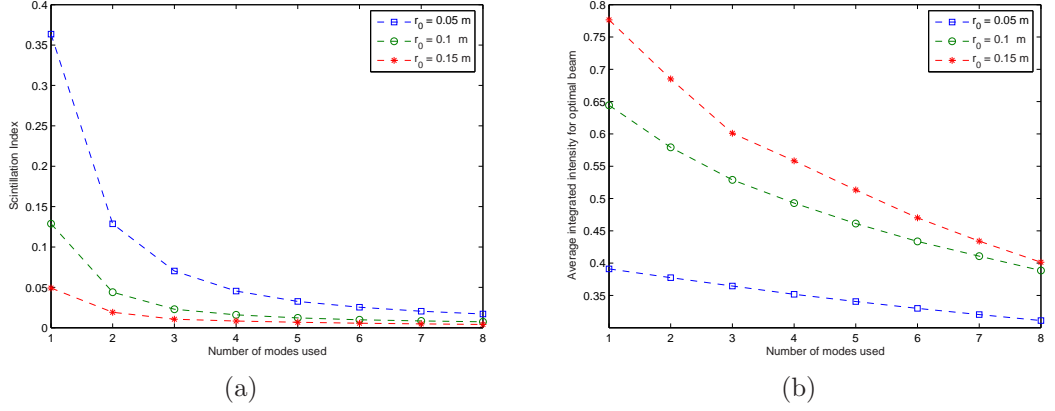 0.4
0.35
0.3
0.25
0.2
0.15
0.1
0.05
0
Scintillation Index
1 2 3 4 5 6 7 8
Number of modes used
r0 = 0.05 m
r0 = 0.1 m
r0 = 0.15 m
(a)
0.8
0.75
0.7
0.65
0.6
0.55
0.5
0.45
0.4
0.35
Average integrated intensity for optimal beam
1 2 3 4 5 6 7 8
Number of modes used
r0 = 0.05 m
r0 = 0.1 m
r0 = 0.15 m
(b)